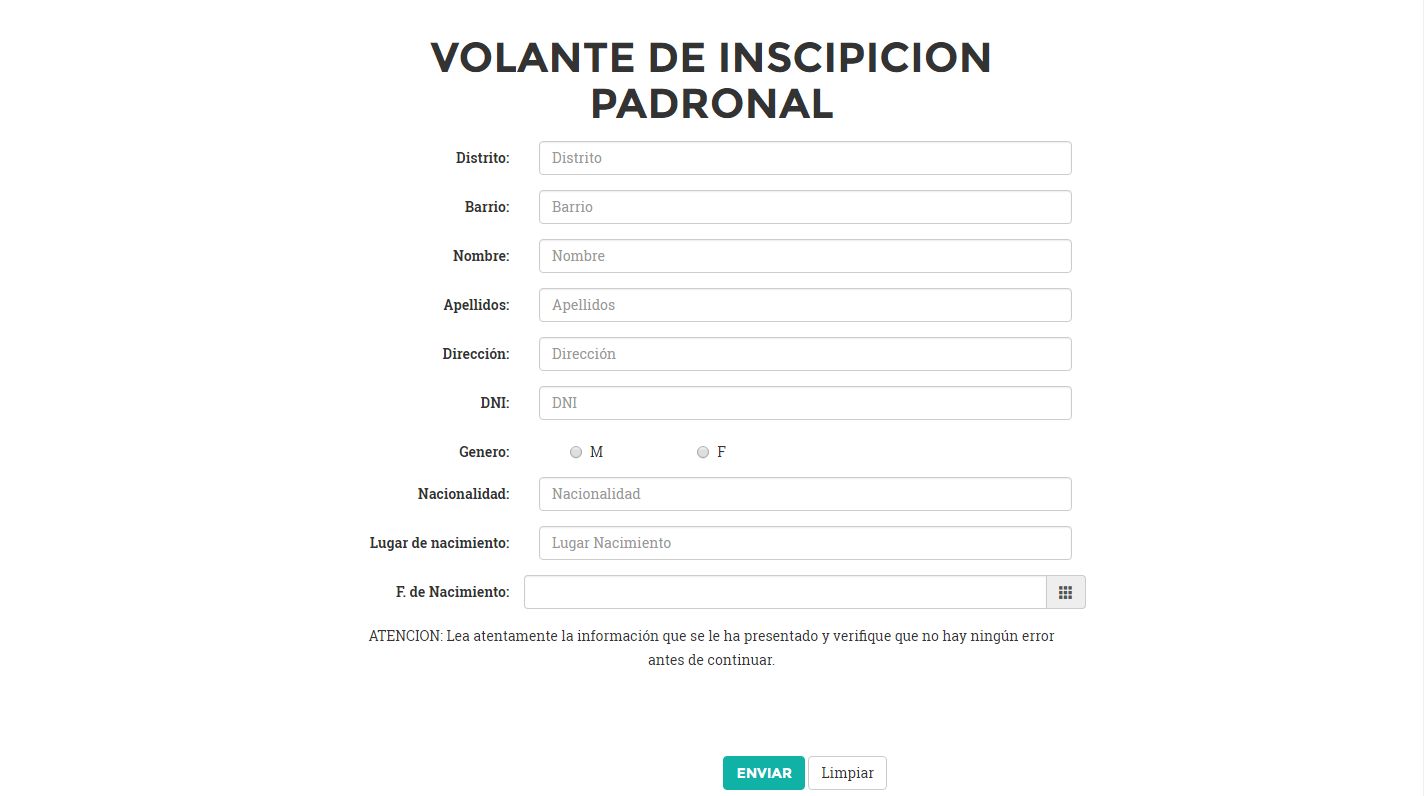 VOLANTE DE INSCIPICION
PADRONAL
Distrito: Distrito
Barrio: Barrio
Nombre: Nombre
Apellidos: Apellidos
Dirección: Dirección
DNI: DNI
Genero: M F
Nacionalidad: Nacionalidad
Lugar de nacimiento: Lugar Nacimiento
F. de Nacimiento:
ATENCION: Lea atentamente la información que se le ha presentado y verifique que no hay ningún error
antes de continuar.
ENVIAR Limpiar